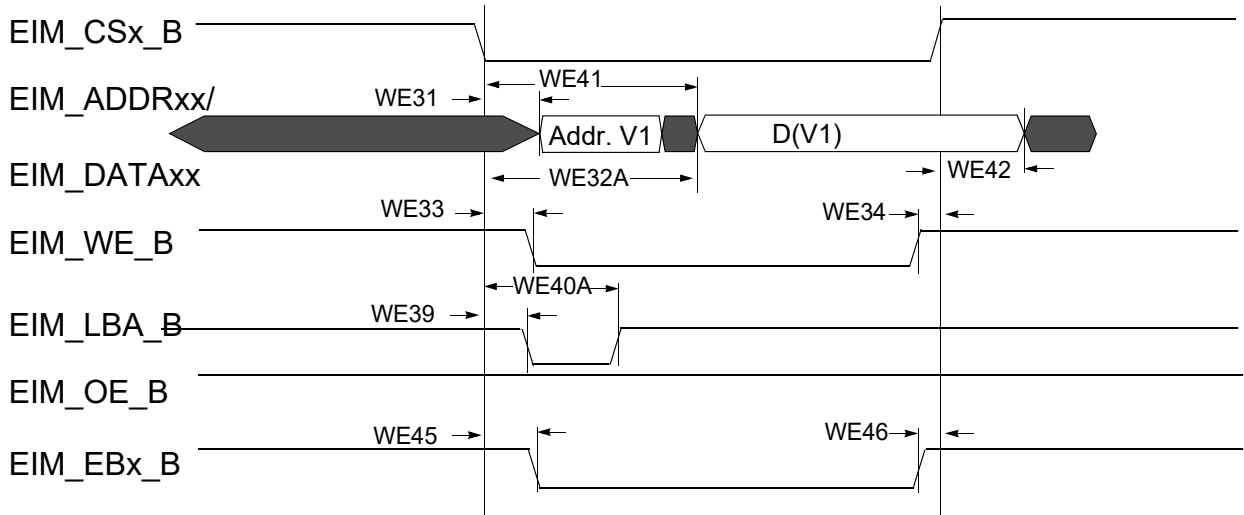 EIM_CSx_B
WE41
EIM_ADDRxx/
WE31
Addr. V1
D(V1)
EIM_DATAxx
WE32A
WE42
WE33
WE34
EIM_WE_B
WE40A
EIM_LBA_B
WE39
EIM_OE_B
WE45
WE46
EIM_EBx_B